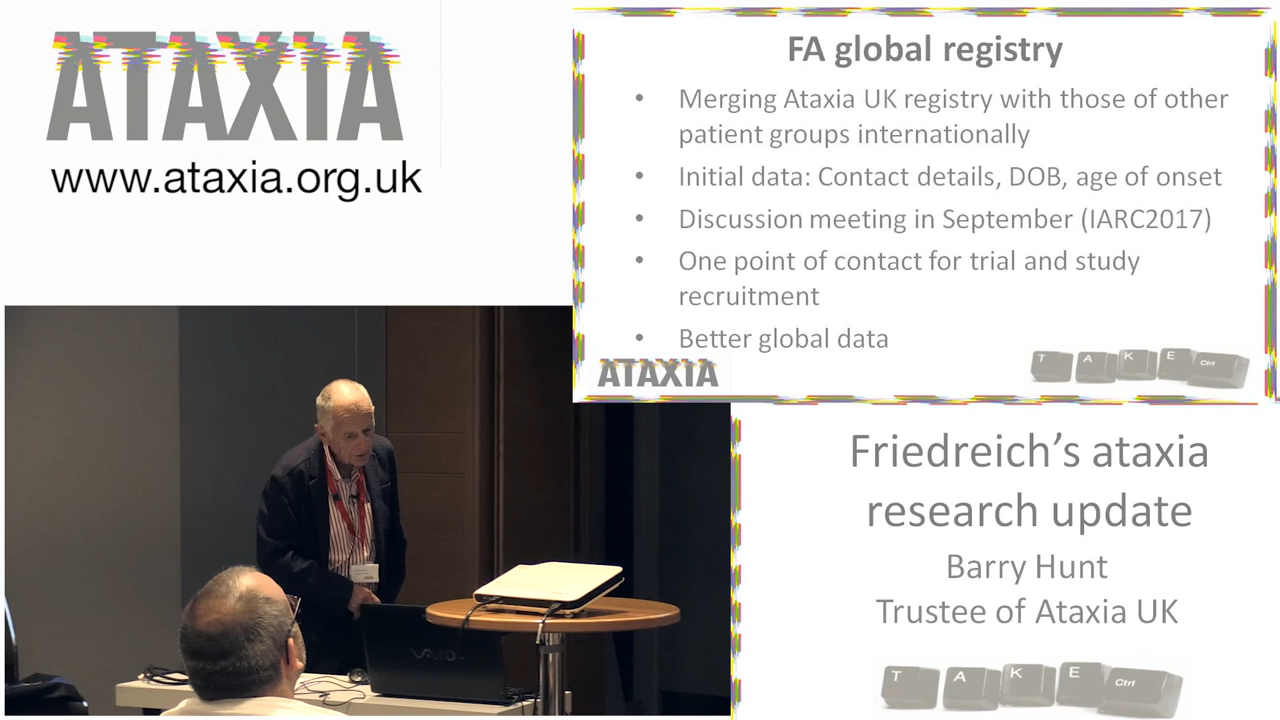 ATAXIA
www.ataxia.org.uk
FA global registry
• Merging Ataxia UK registry with those of other
patient groups internationally
• Initial data: Contact details, DOB, age of onset
• Discussion meeting in September (IARC2017)
• One point of contact for trial and study
recruitment
• Better global data
ATAXIA
T A K E Ctrl
VAIO
Friedreich's ataxia
research update
Barry Hunt
Trustee of Ataxia UK
T A K E Ctrl